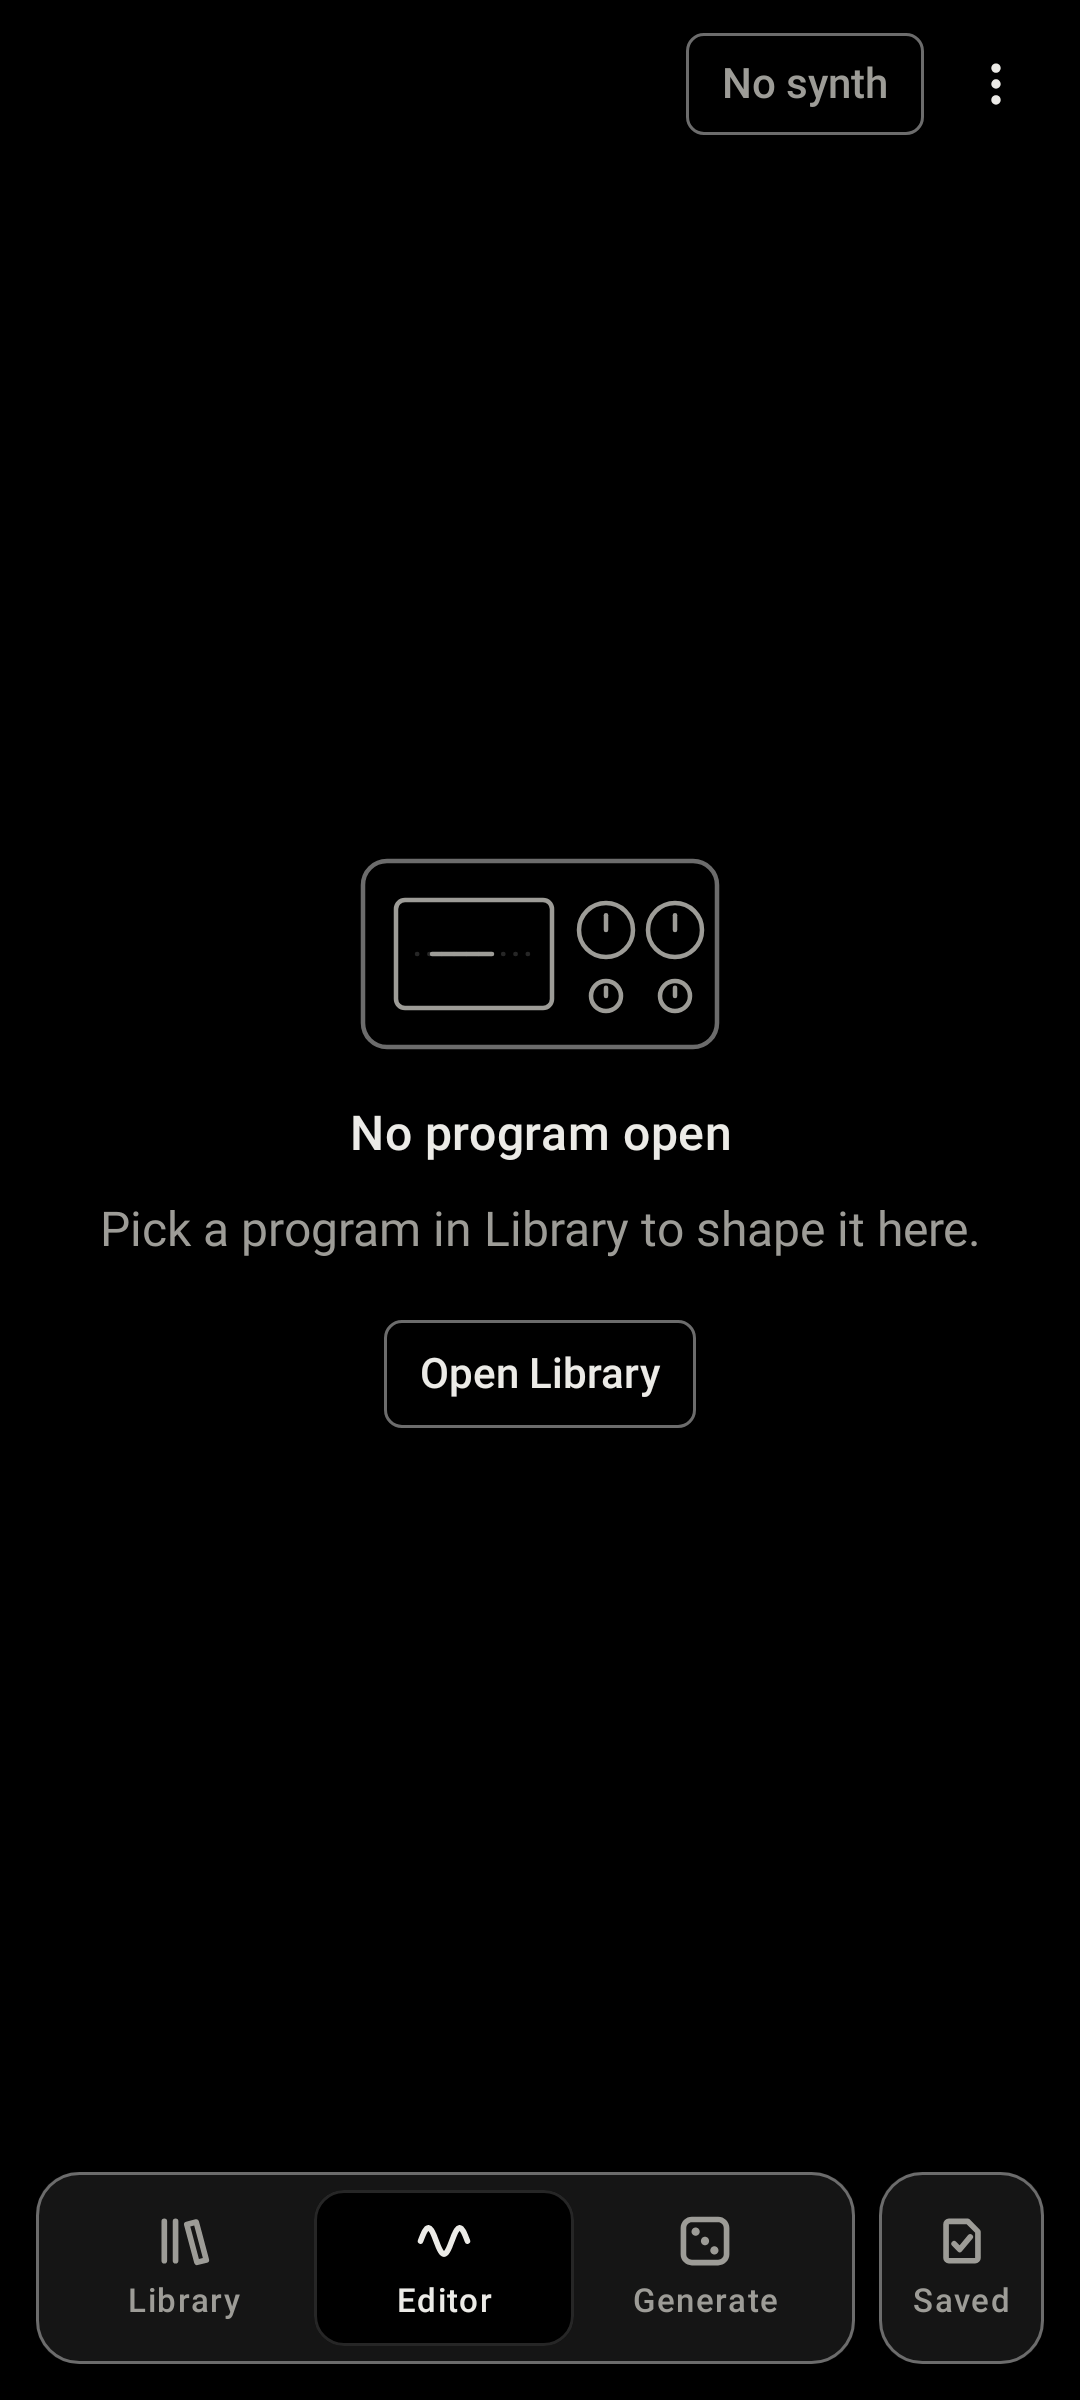 No synth
No program open
Pick a program in Library to shape it here.
Open Library
Library
Editor
Generate
Saved